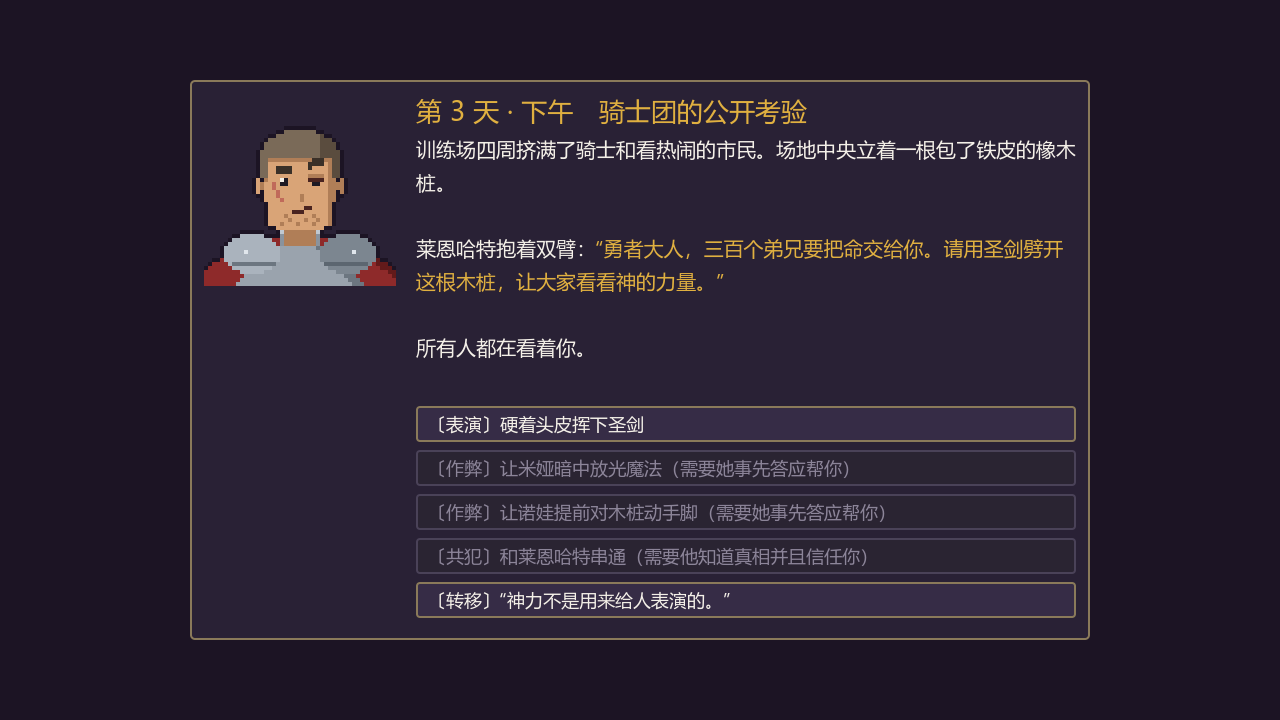 第 3 天 · 下午　骑士团的公开考验
训练场四周挤满了骑士和看热闹的市民。场地中央立着一根包了铁皮的橡木
桩。
莱恩哈特抱着双臂：“勇者大人，三百个弟兄要把命交给你。请用圣剑劈开
这根木桩，让大家看看神的力量。”
所有人都在看着你。
〔表演〕硬着头皮挥下圣剑
〔作弊〕让米娅暗中放光魔法（需要她事先答应帮你）
〔作弊〕让诺娃提前对木桩动手脚（需要她事先答应帮你）
〔共犯〕和莱恩哈特串通（需要他知道真相并且信任你）
〔转移〕“神力不是用来给人表演的。”